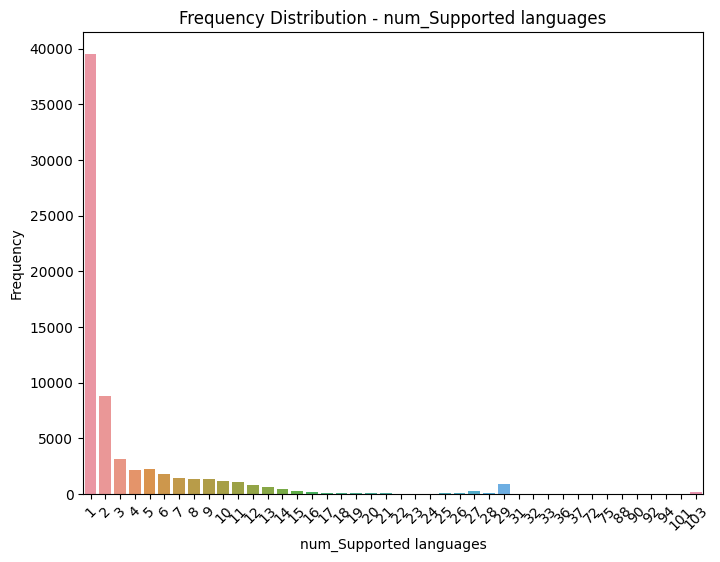 Frequency Distribution - num_Supported languages
40000
35000
30000
25000
20000
15000
10000
5000
0
Frequency
1 2 3 4 5 6 7 8 9 10 11 12 13 14 15 16 17 18 19 20 21 22 23 24 25 26 27 28 29 31 32 33 36 37 72 75 88 90 92 94 101 103
num_Supported languages